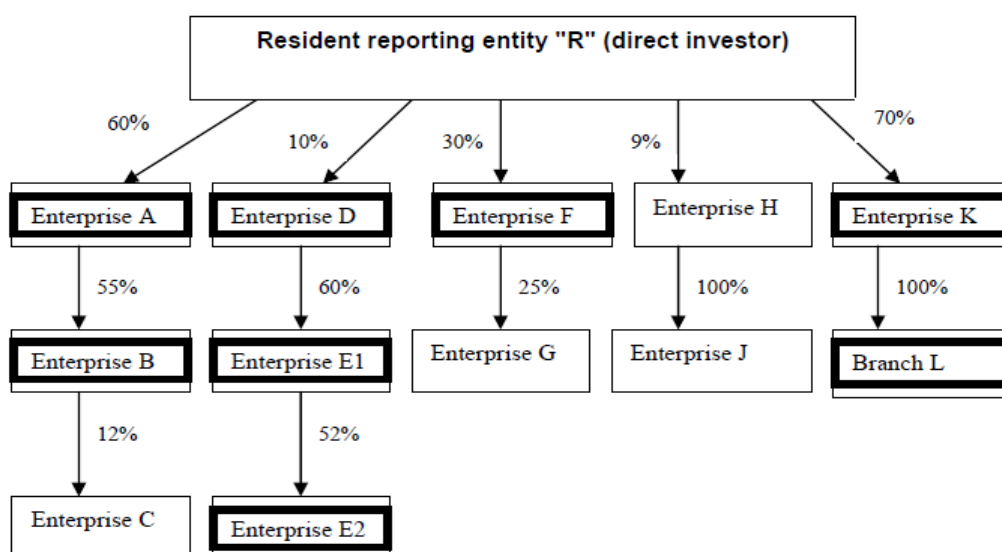 Resident reporting entity "R" (direct investor)
60%
10%
30%
9%
70%
Enterprise A
Enterprise D
Enterprise F
Enterprise H
Enterprise K
55%
60%
25%
100%
100%
Enterprise B
Enterprise E1
Enterprise G
Enterprise J
Branch L
12%
52%
Enterprise C
Enterprise E2